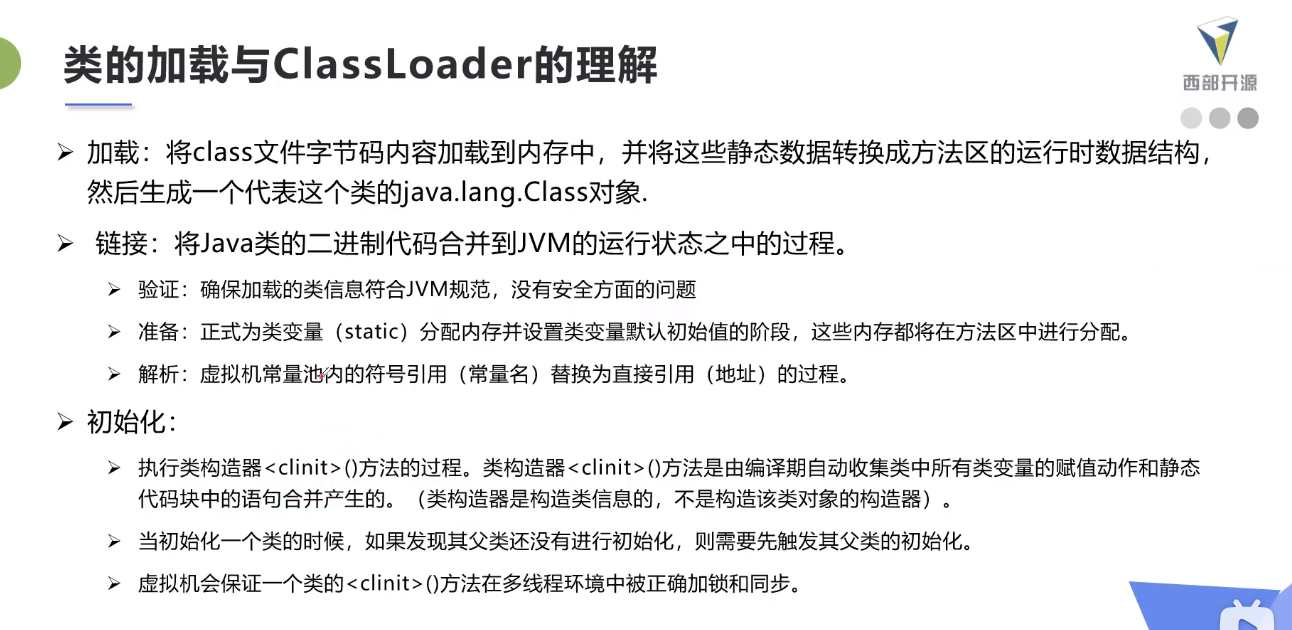 类的加载与ClassLoader的理解
西部开源
加载：将class文件字节码内容加载到内存中，并将这些静态数据转换成方法区的运行时数据结构，
然后生成一个代表这个类的java.lang.Class对象.
链接：将Java类的二进制代码合并到JVM的运行状态之中的过程。
验证：确保加载的类信息符合JVM规范，没有安全方面的问题
准备：正式为类变量（static）分配内存并设置类变量默认初始值的阶段，这些内存都将在方法区中进行分配。
解析：虚拟机常量池内的符号引用（常量名）替换为直接引用（地址）的过程。
初始化：
执行类构造器<clinit>()方法的过程。类构造器<clinit>()方法是由编译期自动收集类中所有类变量的赋值动作和静态
代码块中的语句合并产生的。（类构造器是构造类信息的，不是构造该类对象的构造器）。
当初始化一个类的时候，如果发现其父类还没有进行初始化，则需要先触发其父类的初始化。
虚拟机会保证一个类的<clinit>()方法在多线程环境中被正确加锁和同步。